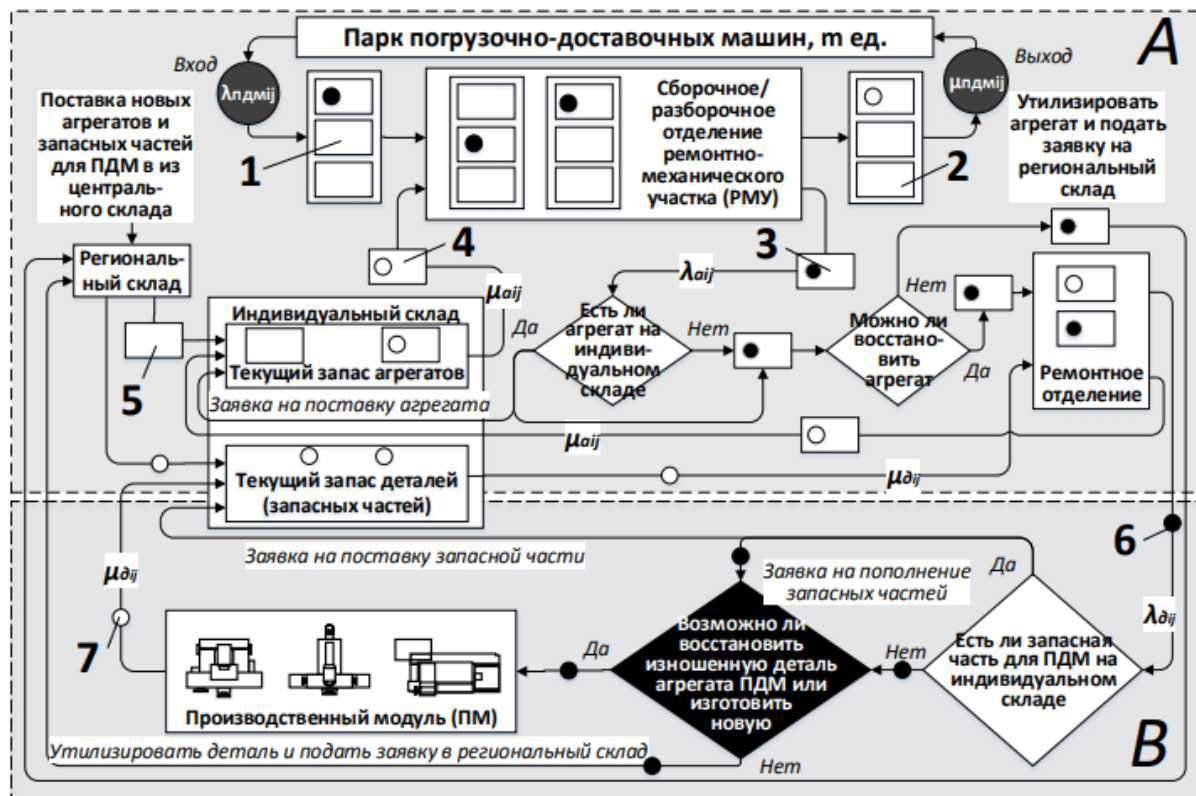 Парк погрузочно-доставочных машин, m ед.
A
Вход
λпдмij
Выход
μпдмij
Поставка новых
агрегатов и
запасных частей
для ПДМ в из
централь-
ного склада
1
Сборочное/
разборочное
отделение
ремонтно-
механического
участка (РМУ)
2
Утилизировать
агрегат и подать
заявку на
региональный
склад
4
3
Региональ-
ный склад
μaij
λaij
Нет
5
Индивидуальный склад
Текущий запас агрегатов
Да
Есть ли
агрегат на
индиви-
дуальном
складе
Нет
Можно ли
восстано-
вить
агрегат
Да
Ремонтное
отделение
Заявка на поставку агрегата
μaij
Текущий запас деталей
(запасных частей)
μдij
6
Заявка на поставку запасной части
μдij
Заявка на пополнение
запасных частей
Да
λдij
7
Производственный модуль (ПМ)
Да
Возможно ли
восстановить
изношенную деталь
агрегата ПДМ или
изготовить
новую
Нет
Есть ли запасная
часть для ПДМ на
индивидуальном
складе
Утилизировать деталь и подать заявку в региональный склад
Нет
B